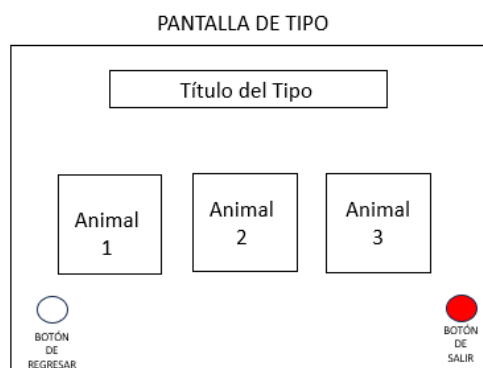 PANTALLA DE TIPO
Título del Tipo
Animal
1
Animal
2
Animal
3
BOTÓN
DE
REGRESAR
BOTÓN
DE
SALIR